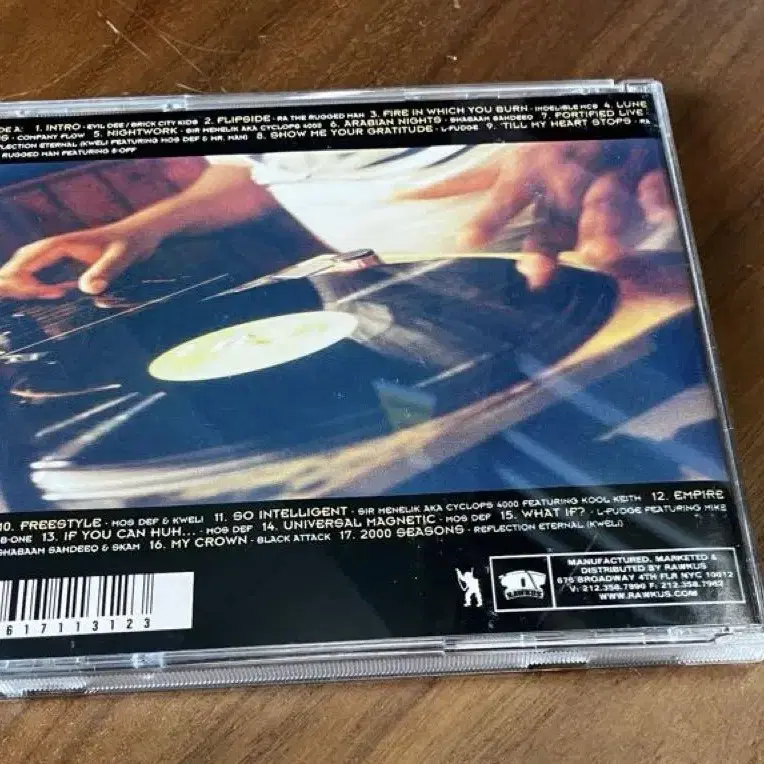 DE A: 1. INTRO · EVIL DEE / BRICK CITY KIDS 2. FLIPSIDE · RA THE RUGGED MAN 3. FIRE IN WHICH YOU BURN · INDELIBLE MCS 4. LUNE
COMPANY FLOW 5. NIGHTWORK · SIR MENELIK AKA CYCLOPS 4000 6. ARABIAN NIGHTS · SHABAAM SAHDEEQ 7. FORTIFIED LIVE
FLECTION ETERNAL (KWELI FEATURING MOS DEF & MR. MAN) 8. SHOW ME YOUR GRATITUDE · L-FUDGE 9. 'TILL MY HEART STOPS · RA
RUGGED MAN FEATURING 8-OFF
10. FREESTYLE · MOS DEF & KWELI 11. SO INTELLIGENT · SIR MENELIK AKA CYCLOPS 4000 FEATURING KOOL KEITH 12. EMPIRE
B-ONE 13. IF YOU CAN HUH... · MOS DEF 14. UNIVERSAL MAGNETIC · MOS DEF 15. WHAT IF? · L-FUDGE FEATURING MIKE
SHABAAM SAHDEEQ & SKAM 16. MY CROWN · BLACK ATTACK 17. 2000 SEASONS · REFLECTION ETERNAL (KWELI)
617113123
RAWKUS
MANUFACTURED, MARKETED &
DISTRIBUTED BY RAWKUS
676 BROADWAY 4TH FLR NYC 10012
V: 212.358.7890 F: 212.358.7962
WWW.RAWKUS.COM